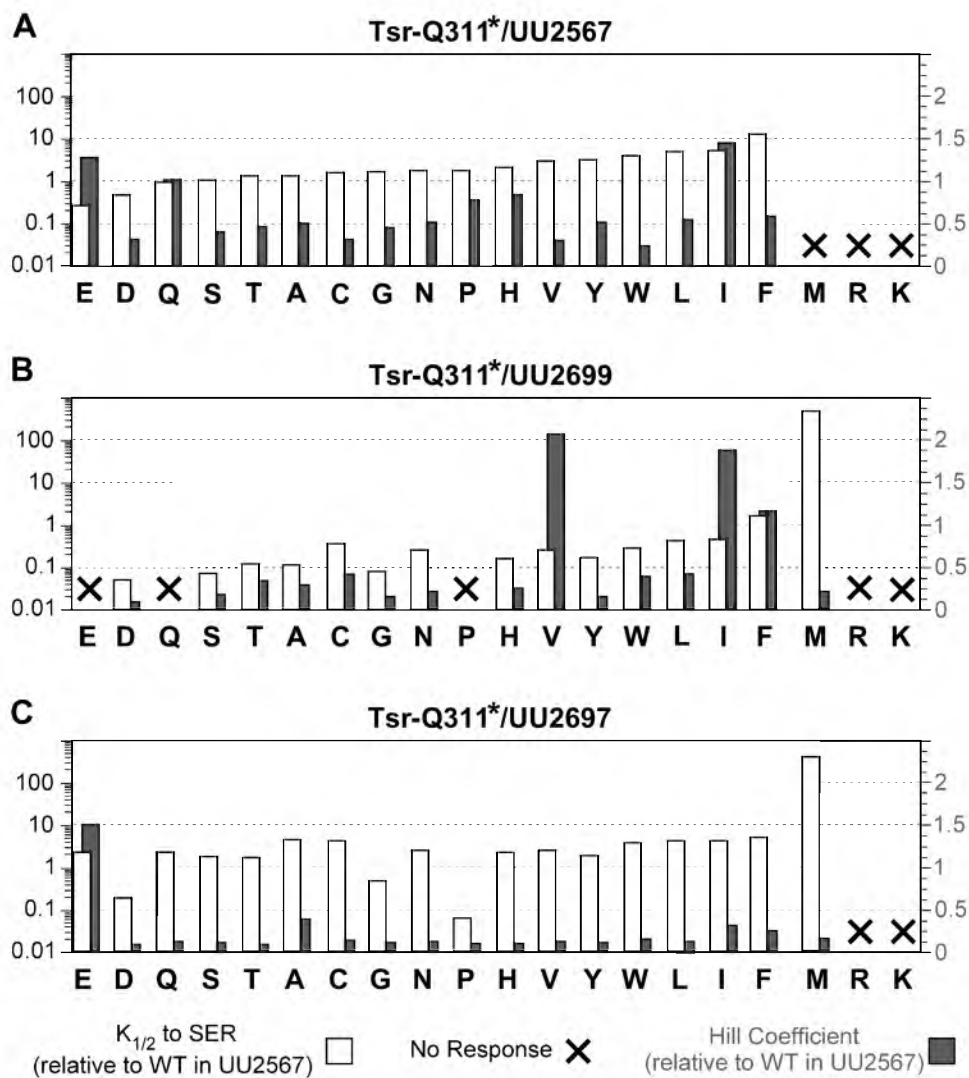 A
Tsr-Q311*/UU2567
100
10
1
0.1
0.01
2
1.5
1
0.5
0
E D Q S T A C G N P H V Y W L I F M R K
B
Tsr-Q311*/UU2699
100
10
1
0.1
0.01
2
1.5
1
0.5
0
E D Q S T A C G N P H V Y W L I F M R K
C
Tsr-Q311*/UU2697
100
10
1
0.1
0.01
2
1.5
1
0.5
0
E D Q S T A C G N P H V Y W L I F M R K
K1/2 to SER
(relative to WT in UU2567)
No Response
Hill Coefficient
(relative to WT in UU2567)